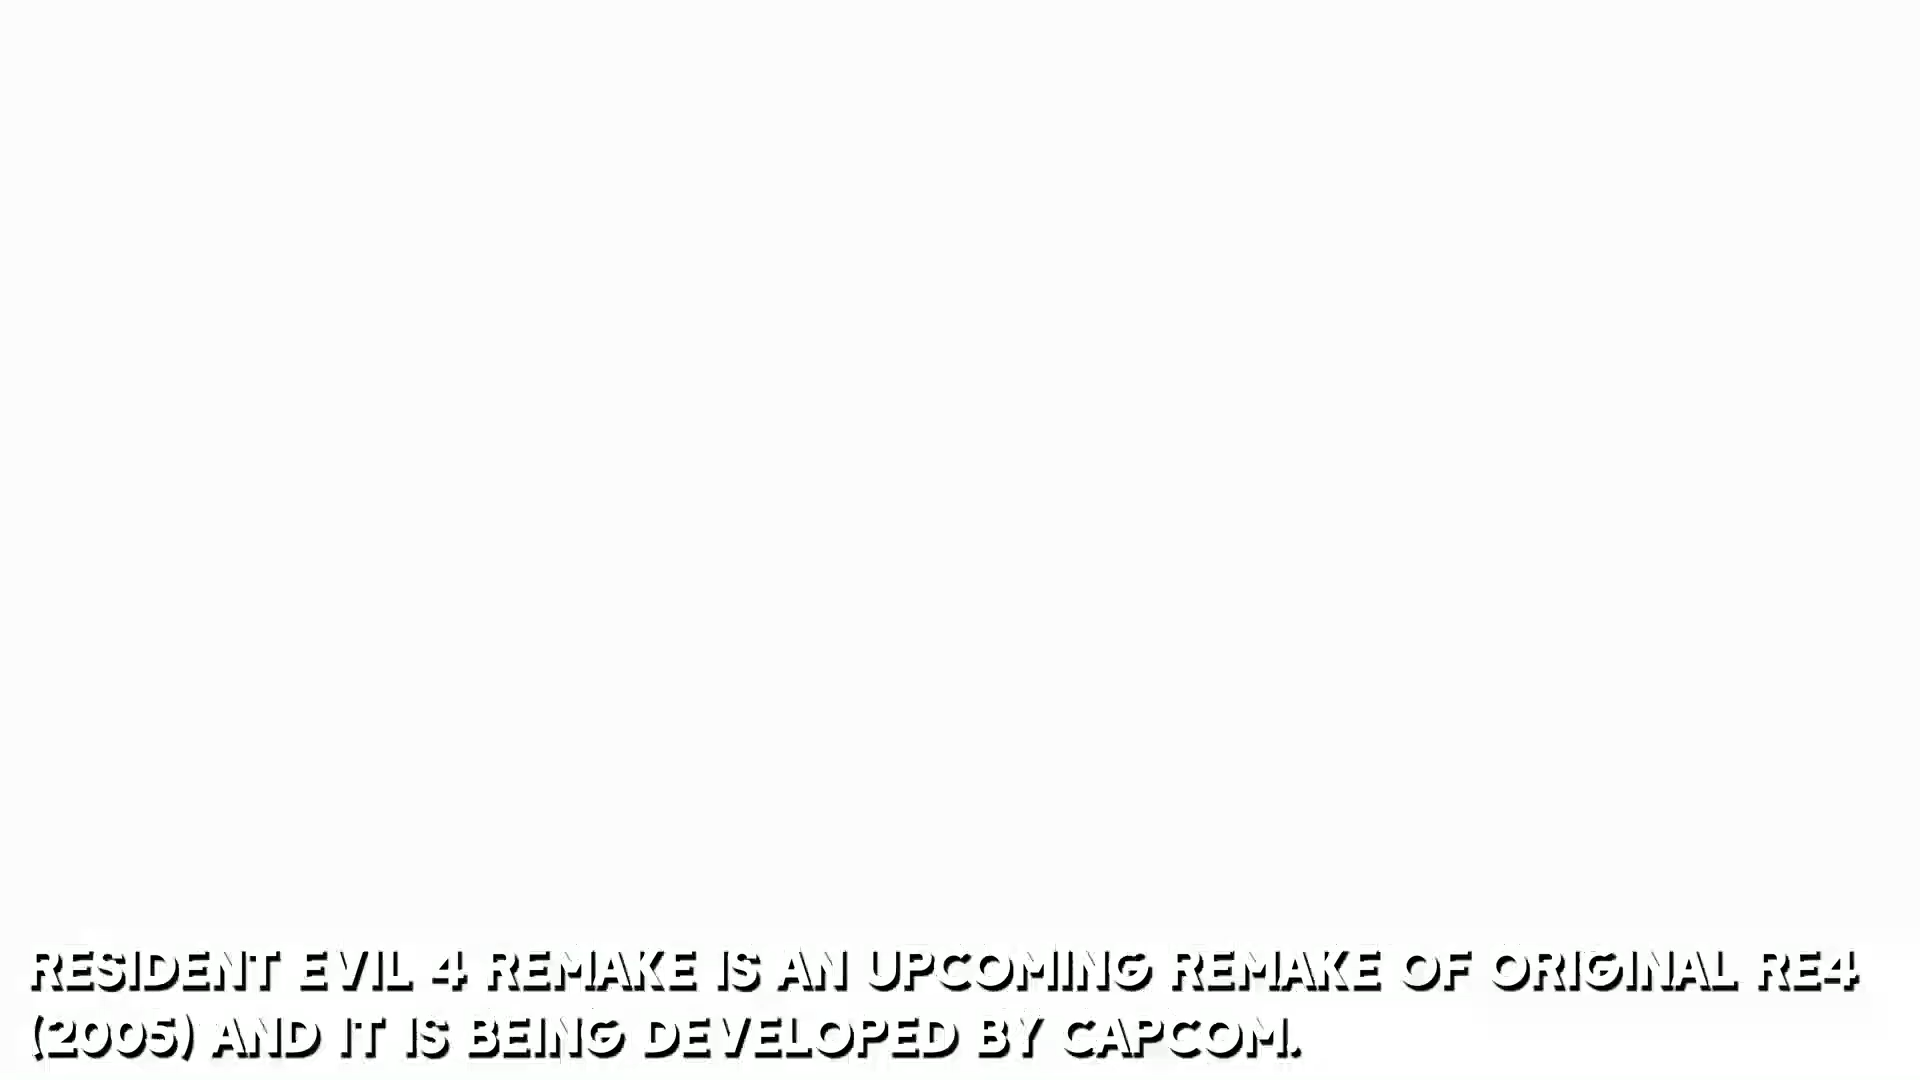 RESIDENT EVIL 4 REMAKE IS AN UPCOMING REMAKE OF ORIGINAL RE4
(2005) AND IT IS BEING DEVELOPED BY CAPCOM.